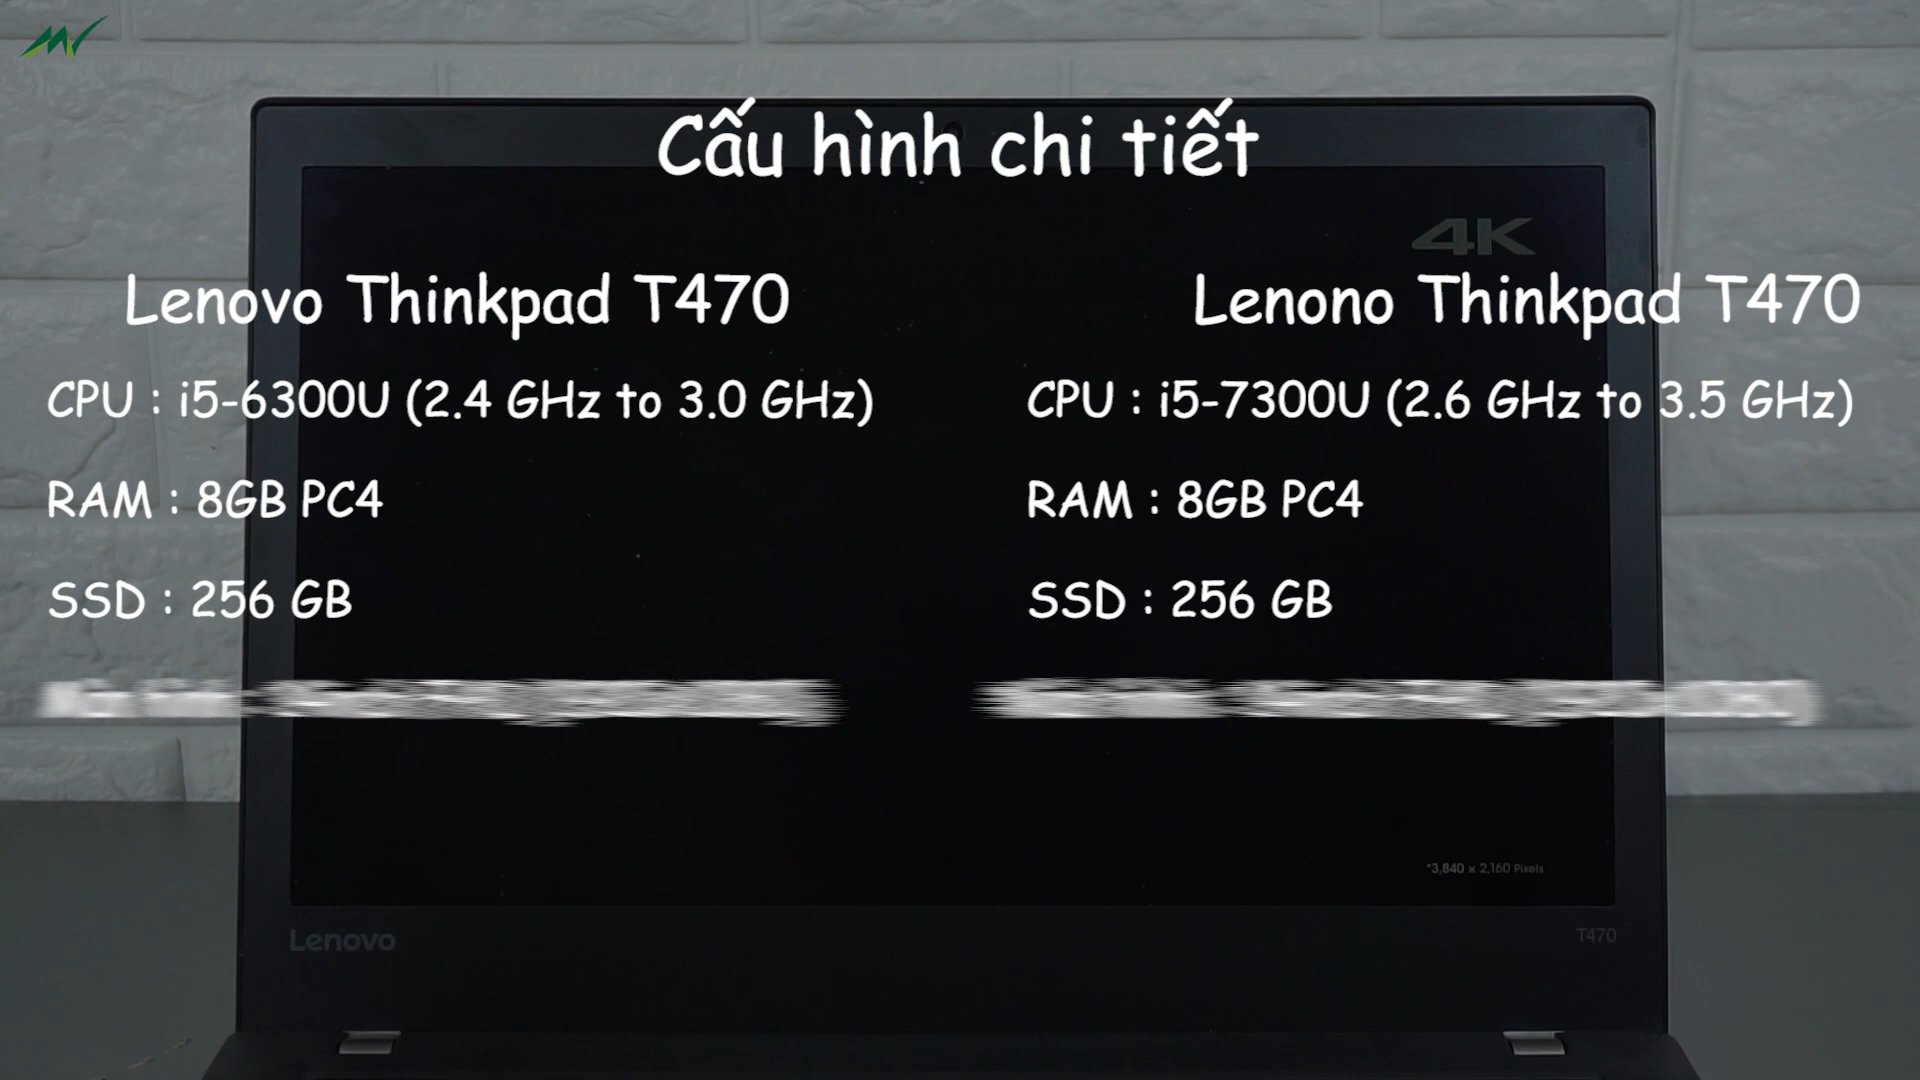 Cấu hình chi tiết
4K
Lenovo Thinkpad T470
CPU : i5-6300U (2.4 GHz to 3.0 GHz)
RAM : 8GB PC4
SSD : 256 GB
Lenono Thinkpad T470
CPU : i5-7300U (2.6 GHz to 3.5 GHz)
RAM : 8GB PC4
SSD : 256 GB
*3,840 x 2,160 Pixels
Lenovo
T470